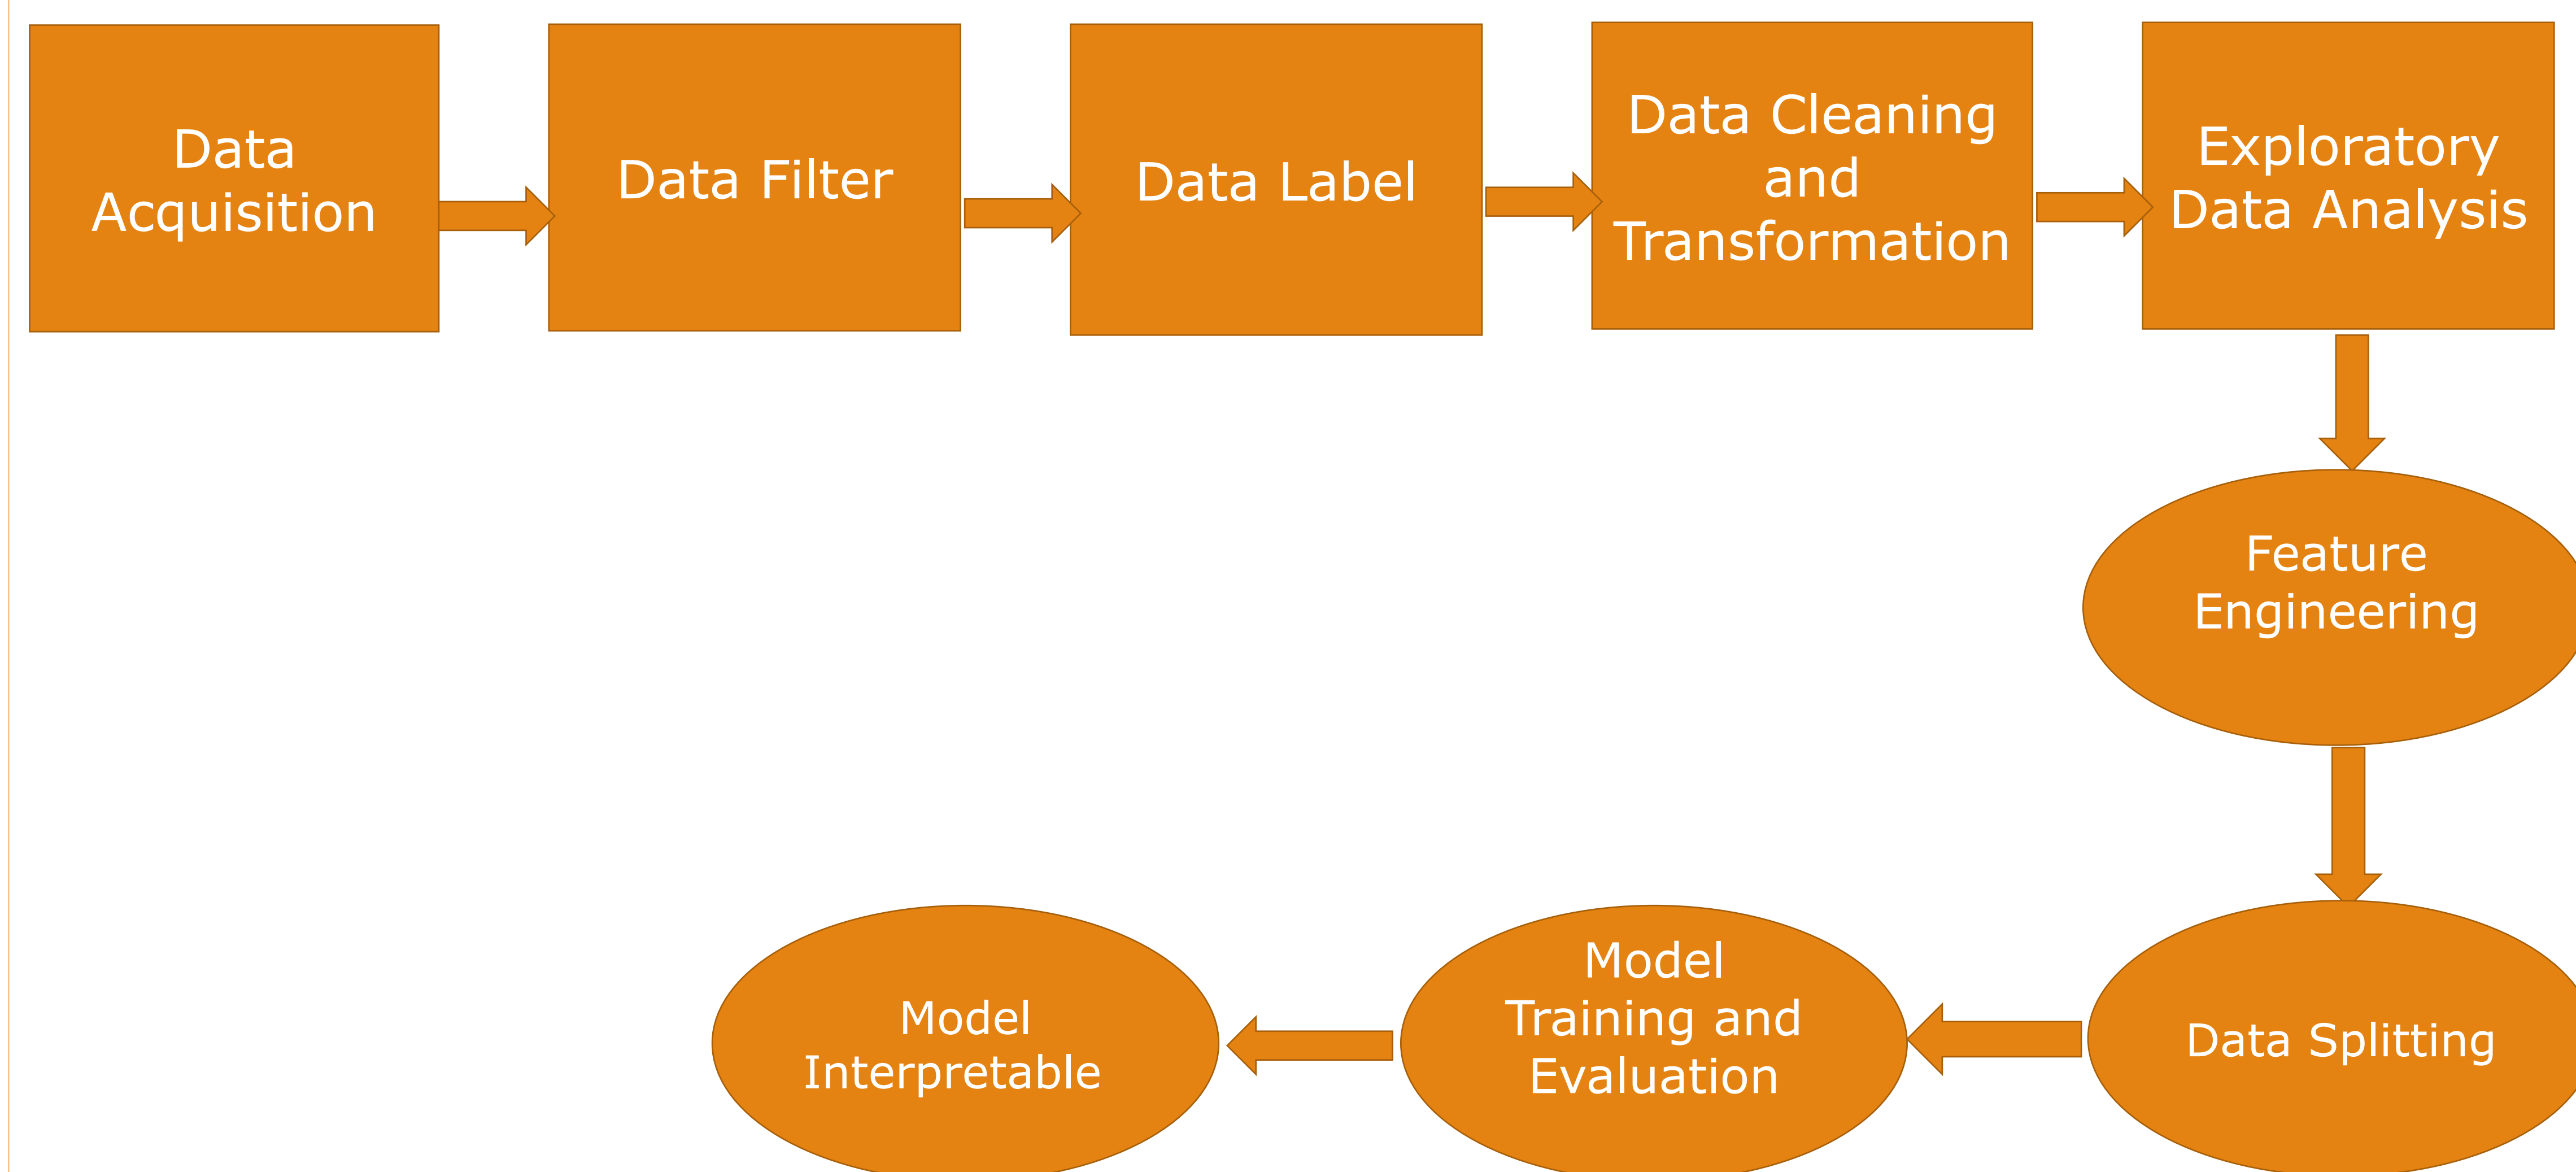 Data
Acquisition
Data Filter
Data Label
Data Cleaning
and
Transformation
Exploratory
Data Analysis
Feature
Engineering
Data Splitting
Model
Training and
Evaluation
Model
Interpretable